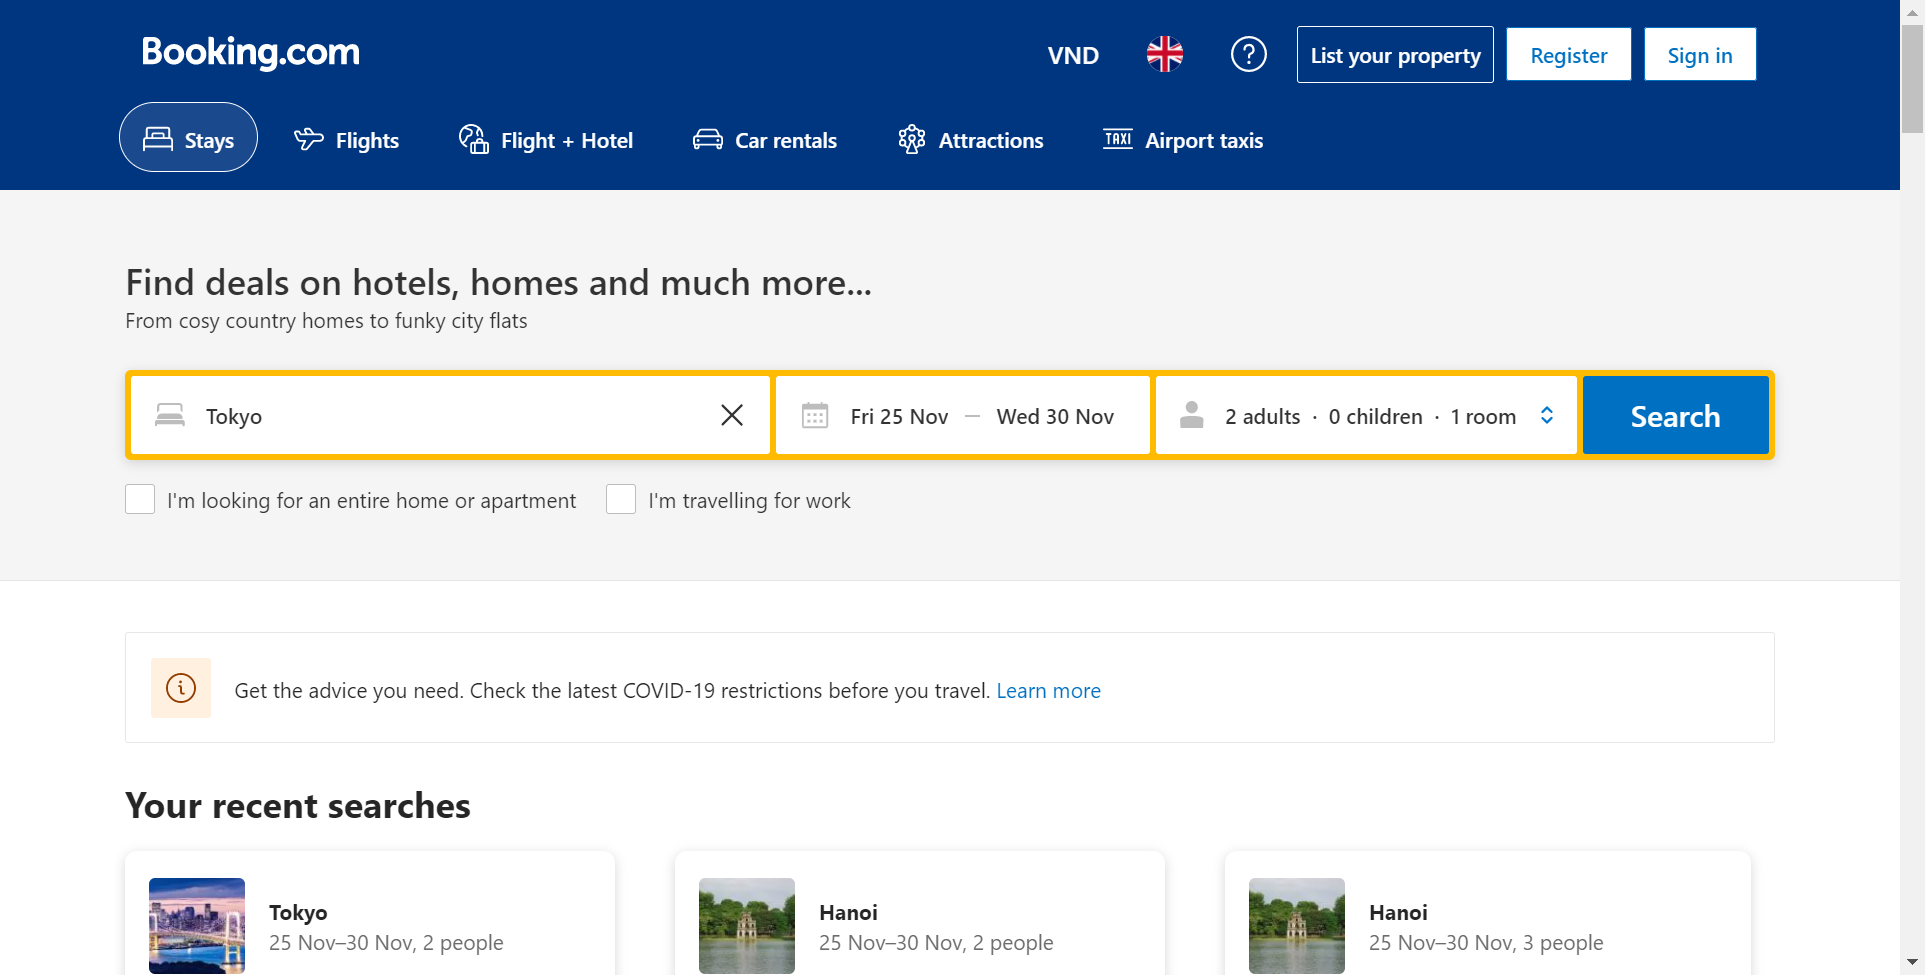 Booking.com
VND
?
List your property
Register
Sign in
Stays
Flights
Flight + Hotel
Car rentals
Attractions
TAXI
Airport taxis
Find deals on hotels, homes and much more...
From cosy country homes to funky city flats
Tokyo
Fri 25 Nov — Wed 30 Nov
2 adults · 0 children · 1 room
Search
I'm looking for an entire home or apartment
I'm travelling for work
Get the advice you need. Check the latest COVID-19 restrictions before you travel. Learn more
Your recent searches
Tokyo
25 Nov–30 Nov, 2 people
Hanoi
25 Nov–30 Nov, 2 people
Hanoi
25 Nov–30 Nov, 3 people